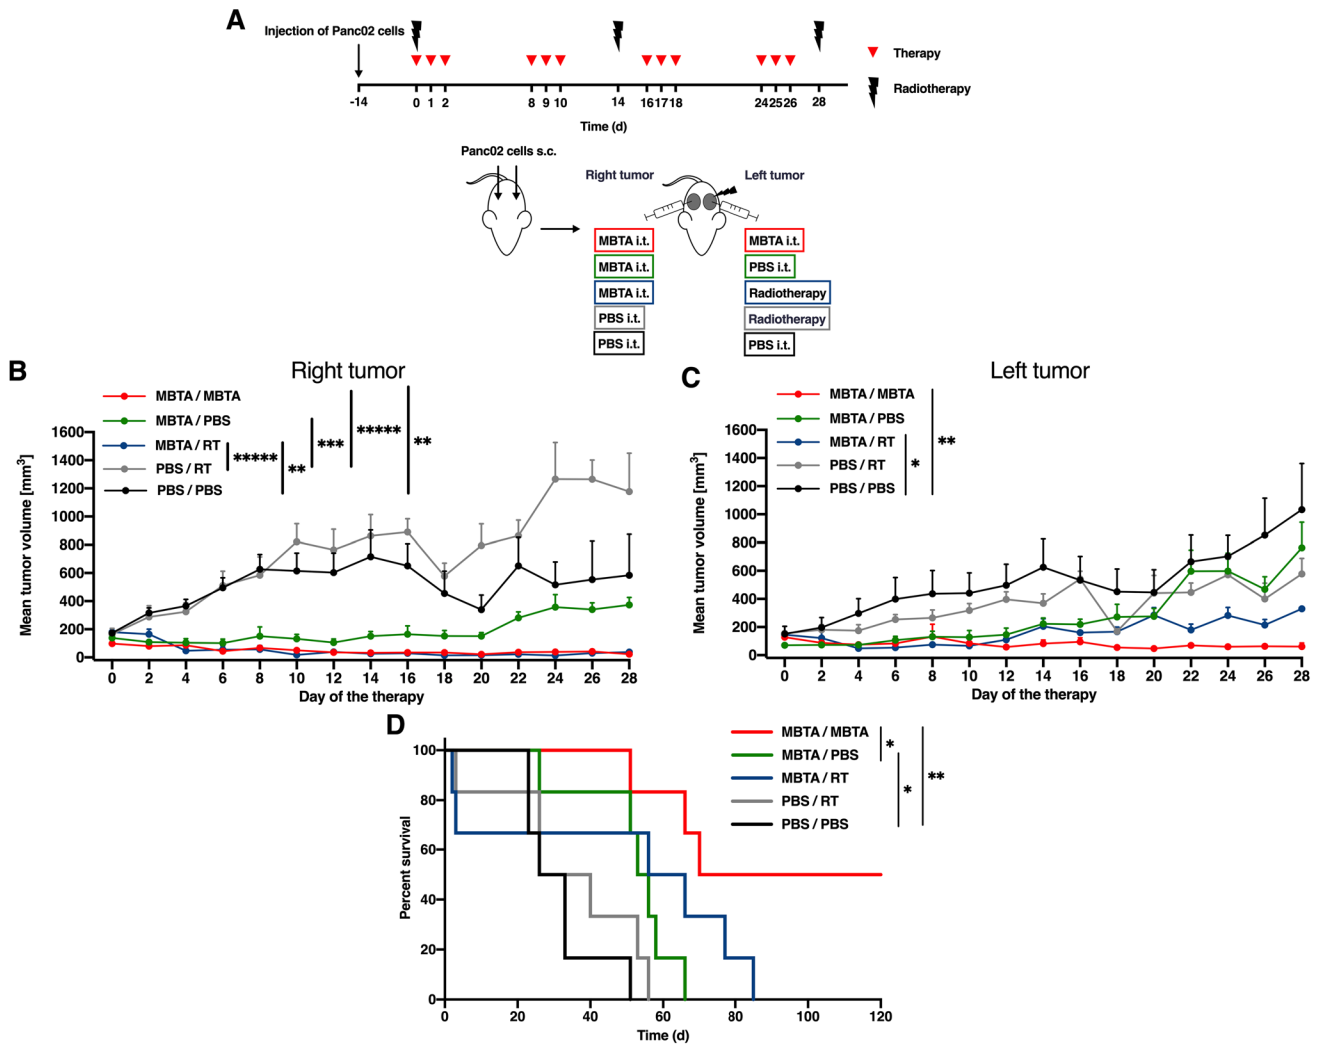 A
Injection of Panc02 cells
Therapy
Radiotherapy
-14 0 1 2 8 9 10 14 16 17 18 24 25 26 28
Time (d)
Panc02 cells s.c.
Right tumor Left tumor
MBTA i.t. MBTA i.t.
MBTA i.t. PBS i.t.
MBTA i.t. Radiotherapy
PBS i.t. Radiotherapy
PBS i.t. PBS i.t.
B
Right tumor
MBTA / MBTA
MBTA / PBS
MBTA / RT
PBS / RT
PBS / PBS
***** ** *** ***** **
Mean tumor volume [mm3]
1600
1400
1200
1000
800
600
400
200
0
0 2 4 6 8 10 12 14 16 18 20 22 24 26 28
Day of the therapy
C
Left tumor
MBTA / MBTA
MBTA / PBS
MBTA / RT
PBS / RT
PBS / PBS
* **
Mean tumor volume [mm3]
1600
1400
1200
1000
800
600
400
200
0
0 2 4 6 8 10 12 14 16 18 20 22 24 26 28
Day of the therapy
D
MBTA / MBTA
MBTA / PBS
MBTA / RT
PBS / RT
PBS / PBS
* * **
Percent survival
100
80
60
40
20
0
0 20 40 60 80 100 120
Time (d)